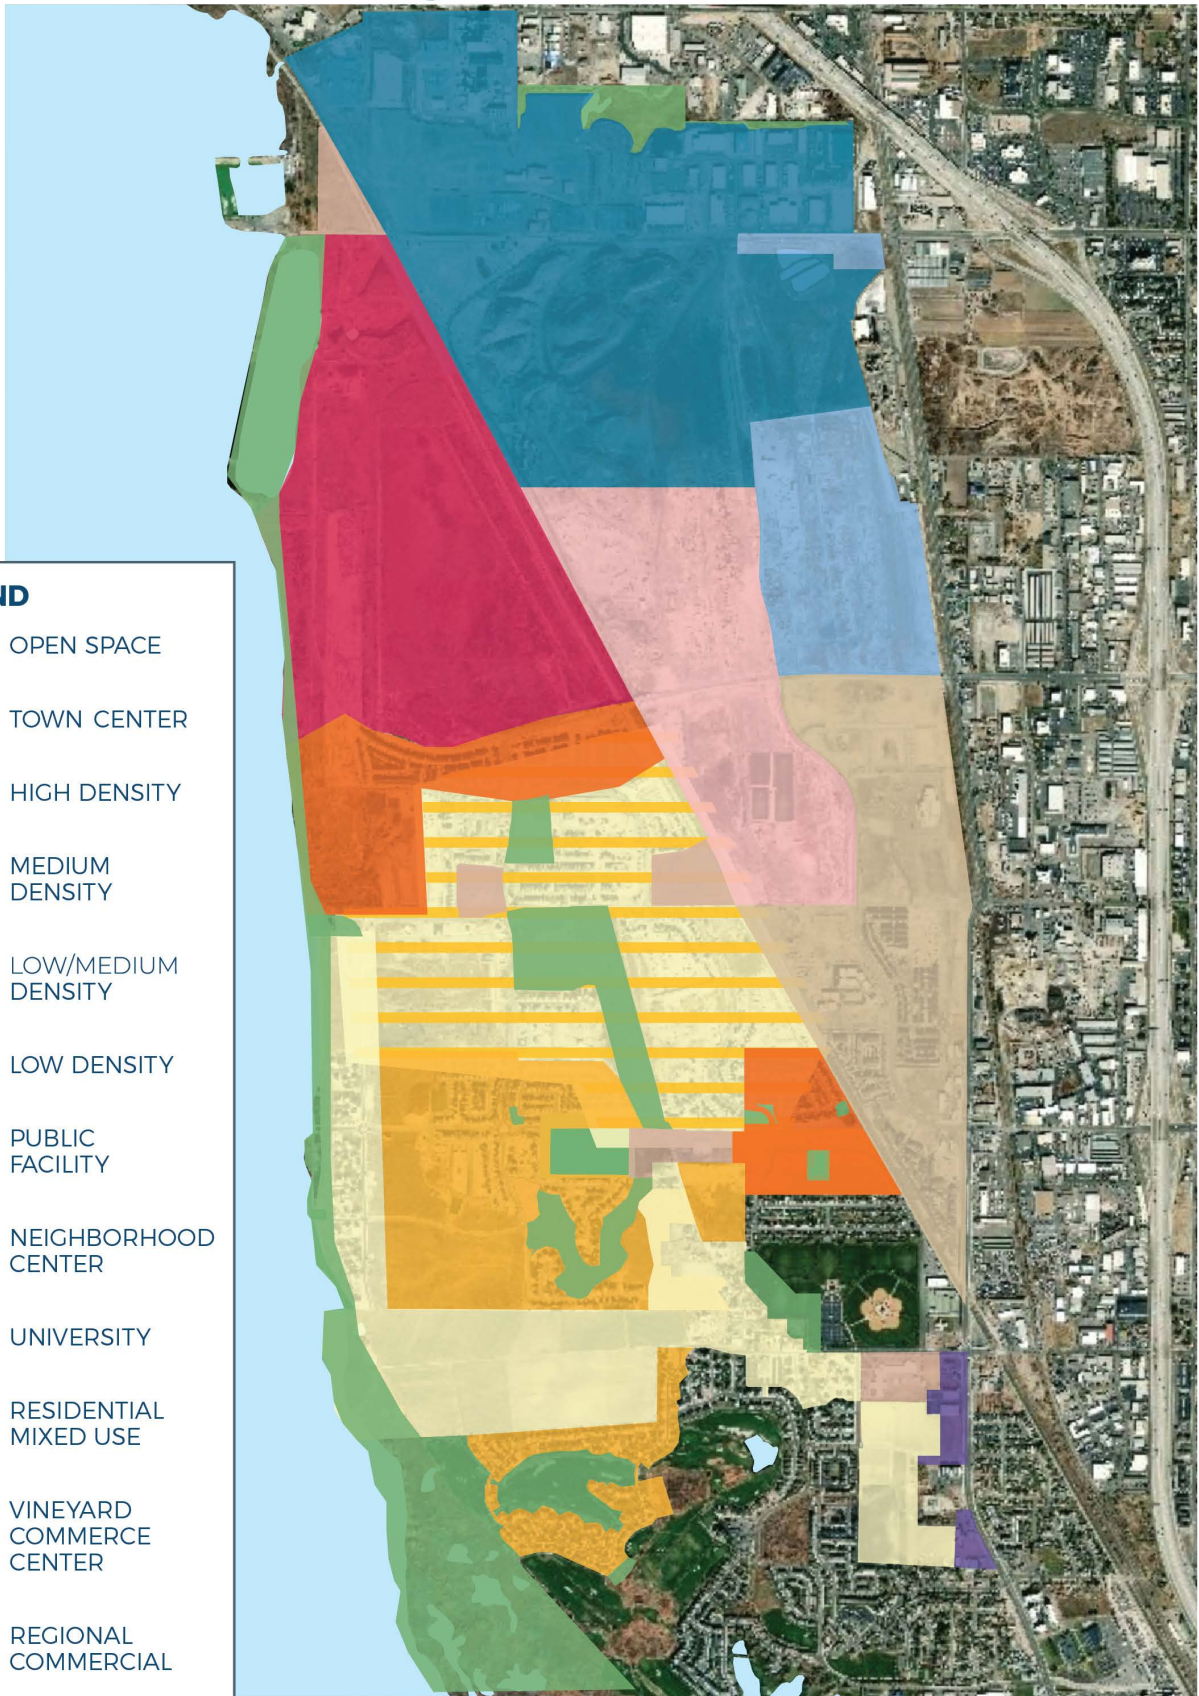 ND
OPEN SPACE
TOWN CENTER
HIGH DENSITY
MEDIUM
DENSITY
LOW/MEDIUM
DENSITY
LOW DENSITY
PUBLIC
FACILITY
NEIGHBORHOOD
CENTER
UNIVERSITY
RESIDENTIAL
MIXED USE
VINEYARD
COMMERCE
CENTER
REGIONAL
COMMERCIAL